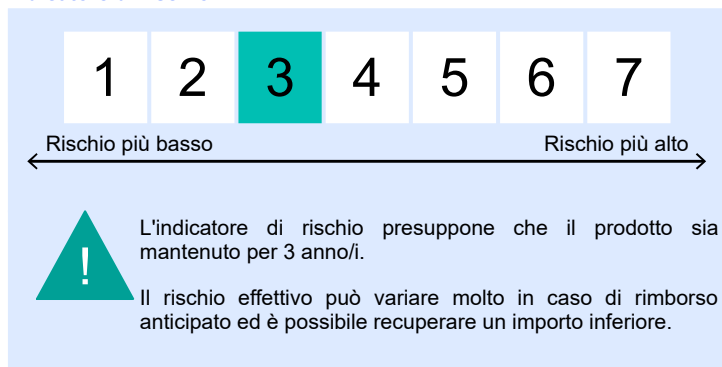 1 2 3 4 5 6 7
Rischio più basso Rischio più alto
!
L'indicatore di rischio presuppone che il prodotto sia
mantenuto per 3 anno/i.
Il rischio effettivo può variare molto in caso di rimborso
anticipato ed è possibile recuperare un importo inferiore.